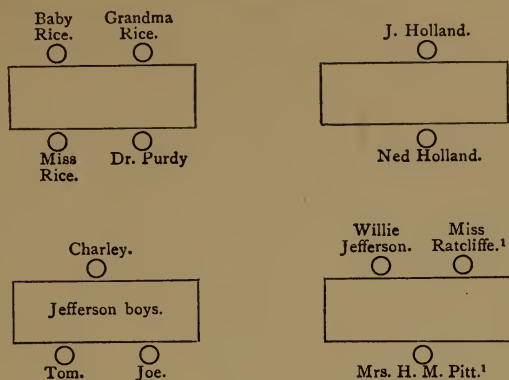 Baby
Rice.
Grandma
Rice.
Miss
Rice.
Dr. Purdy
J. Holland.
Ned Holland.
Charley.
Jefferson boys.
Tom.
Joe.
Willie
Jefferson.
Miss
Ratcliffe.¹
Mrs. H. M. Pitt.¹